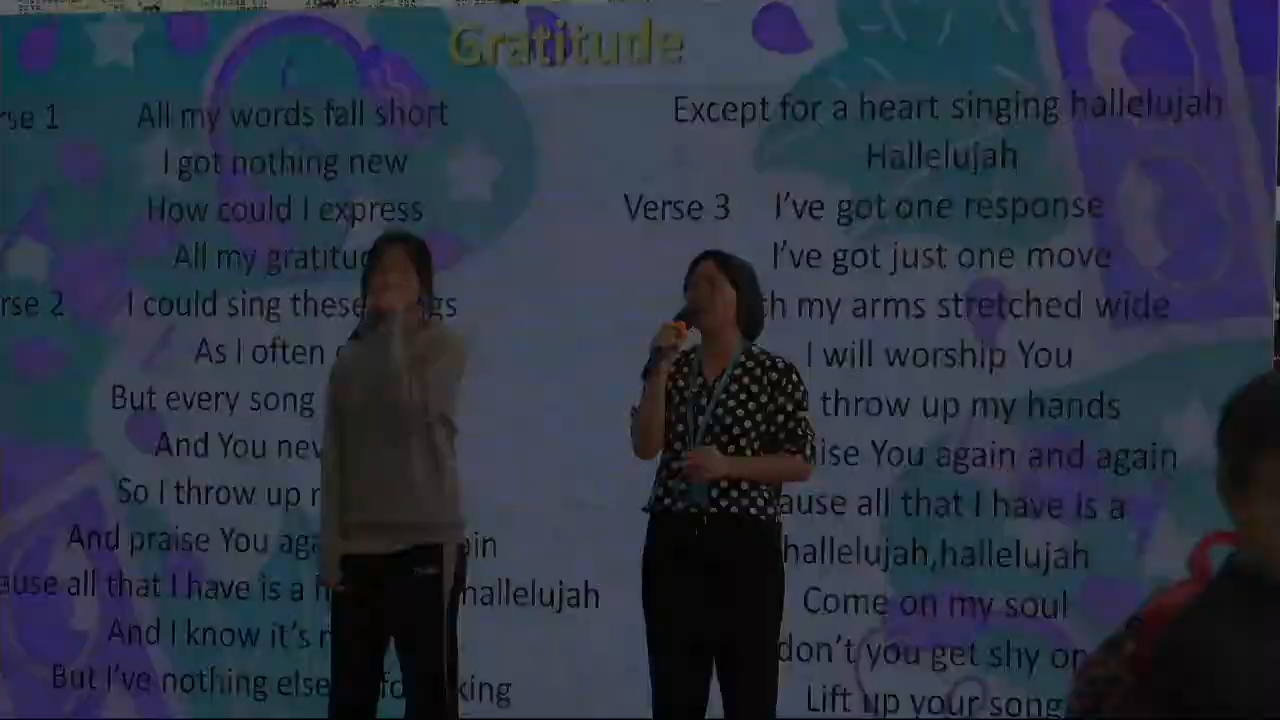 Gratitude
rse 1 All my words fall short
I got nothing new
How could I express
All my gratitud
rse 2 I could sing these gs
As I often
But every song
And You nev
So I throw up
And praise You aga in
ause all that I have is a h hallelujah
And I know it's
But I've nothing else fo king
Except for a heart singing hallelujah
Hallelujah
Verse 3 I've got one response
I've got just one move
th my arms stretched wide
I will worship You
throw up my hands
aise You again and again
ause all that I have is a
hallelujah,hallelujah
Come on my soul
don't you get shy on
Lift up your song